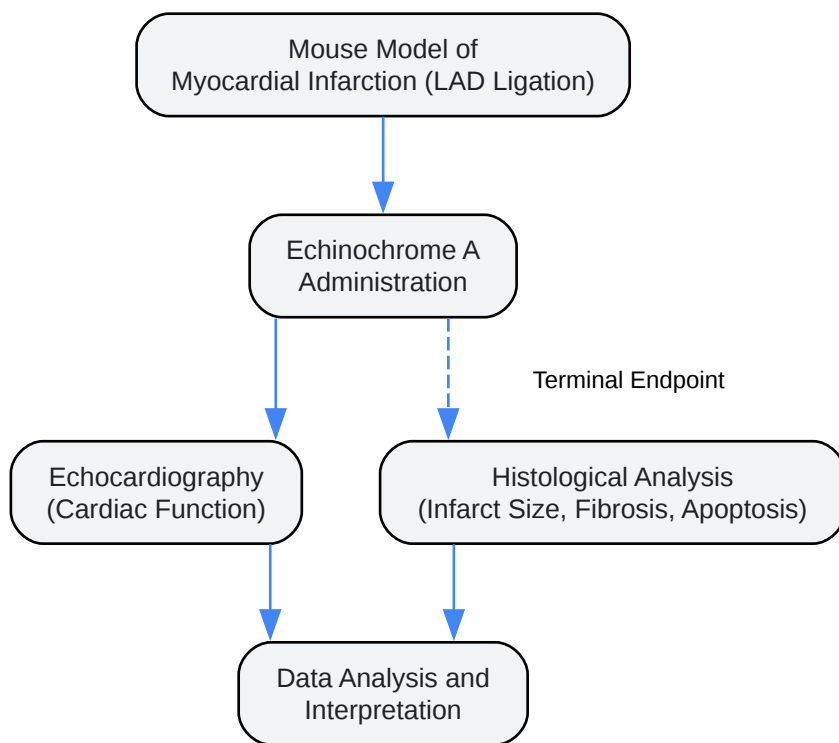 Mouse Model of
Myocardial Infarction (LAD Ligation)
Echinochrome A
Administration
Terminal Endpoint
Echocardiography
(Cardiac Function)
Histological Analysis
(Infarct Size, Fibrosis, Apoptosis)
Data Analysis and
Interpretation